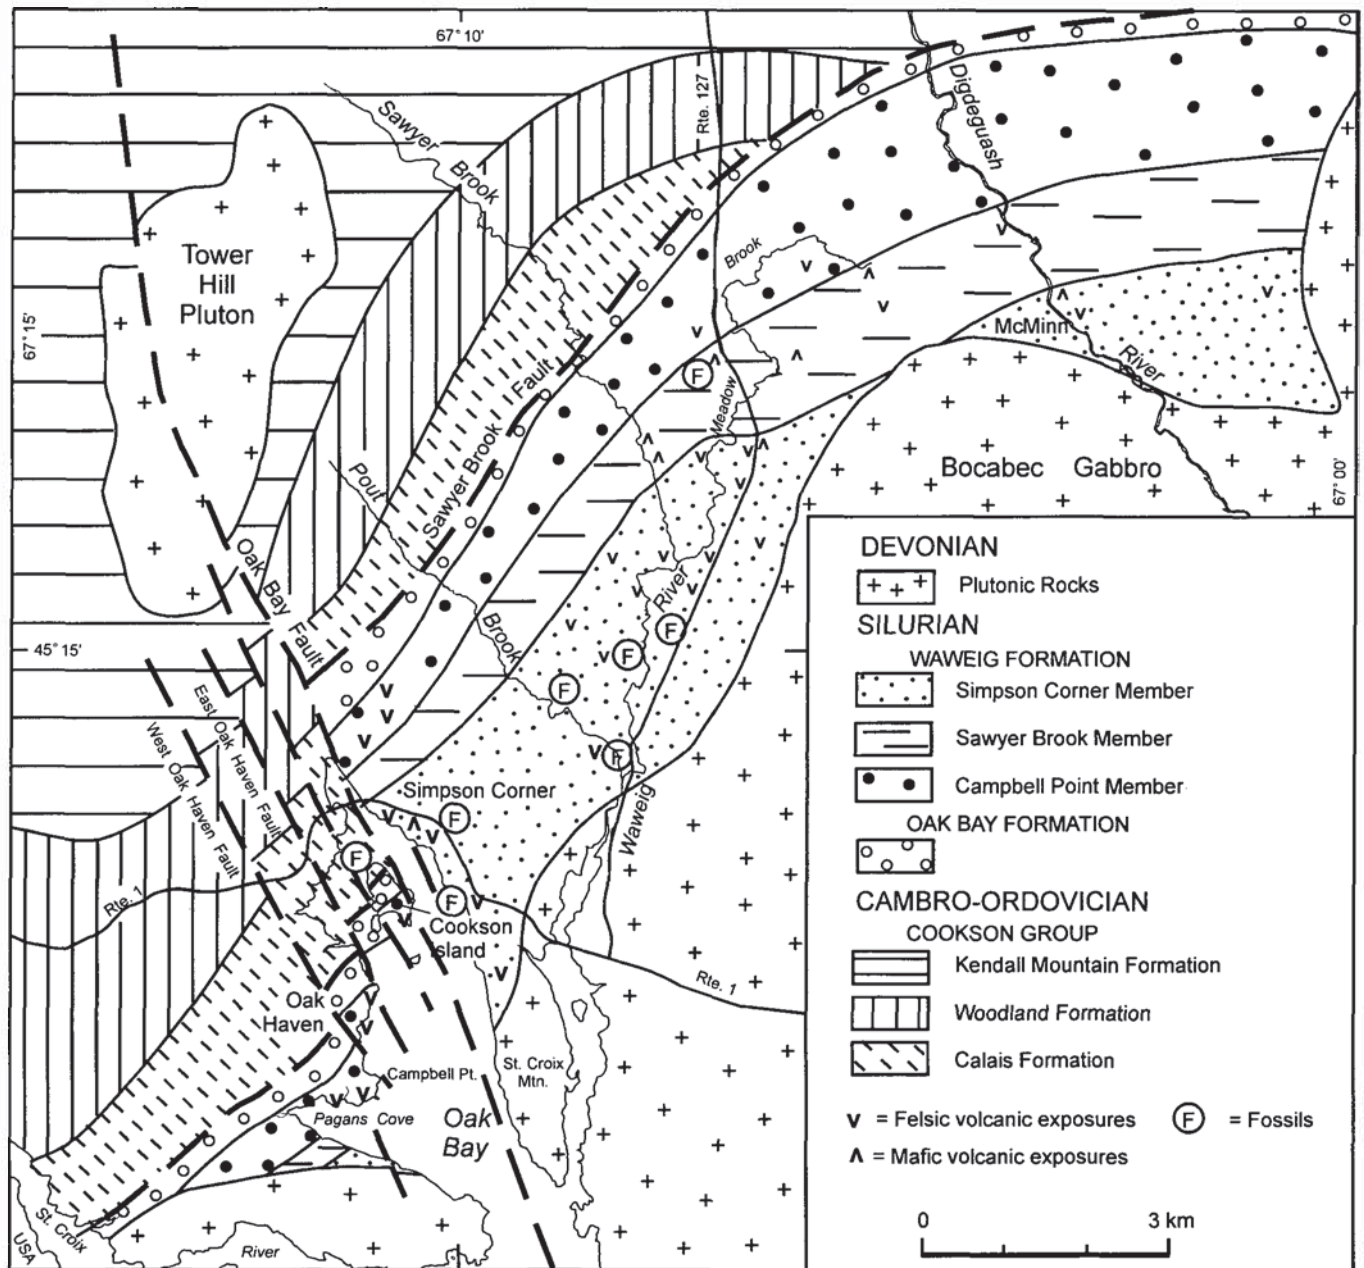 67° 10'
Sawyer
Brook
Rte. 127
Digdeguash
Tower
Hill
Pluton
67° 15'
Brook
McMinn
River
Meadow
Sawyer Brook Fault
Bocabec Gabbro
67° 00'
Pout
Brook
Oak Bay Fault
45° 15'
River
Waweig
East Oak Haven Fault
West Oak Haven Fault
Simpson Corner
F
F
F
F
F
F
F
F
Rte. 1
Cookson
Island
Rte. 1
Oak
Haven
St. Croix
Mtn.
Campbell Pt.
Pagans Cove
Oak
Bay
St. Croix
River
USA
DEVONIAN
Plutonic Rocks
SILURIAN
WAWEIG FORMATION
Simpson Corner Member
Sawyer Brook Member
Campbell Point Member
OAK BAY FORMATION
CAMBRO-ORDOVICIAN
COOKSON GROUP
Kendall Mountain Formation
Woodland Formation
Calais Formation
v = Felsic volcanic exposures F = Fossils
ʌ = Mafic volcanic exposures
0 3 km